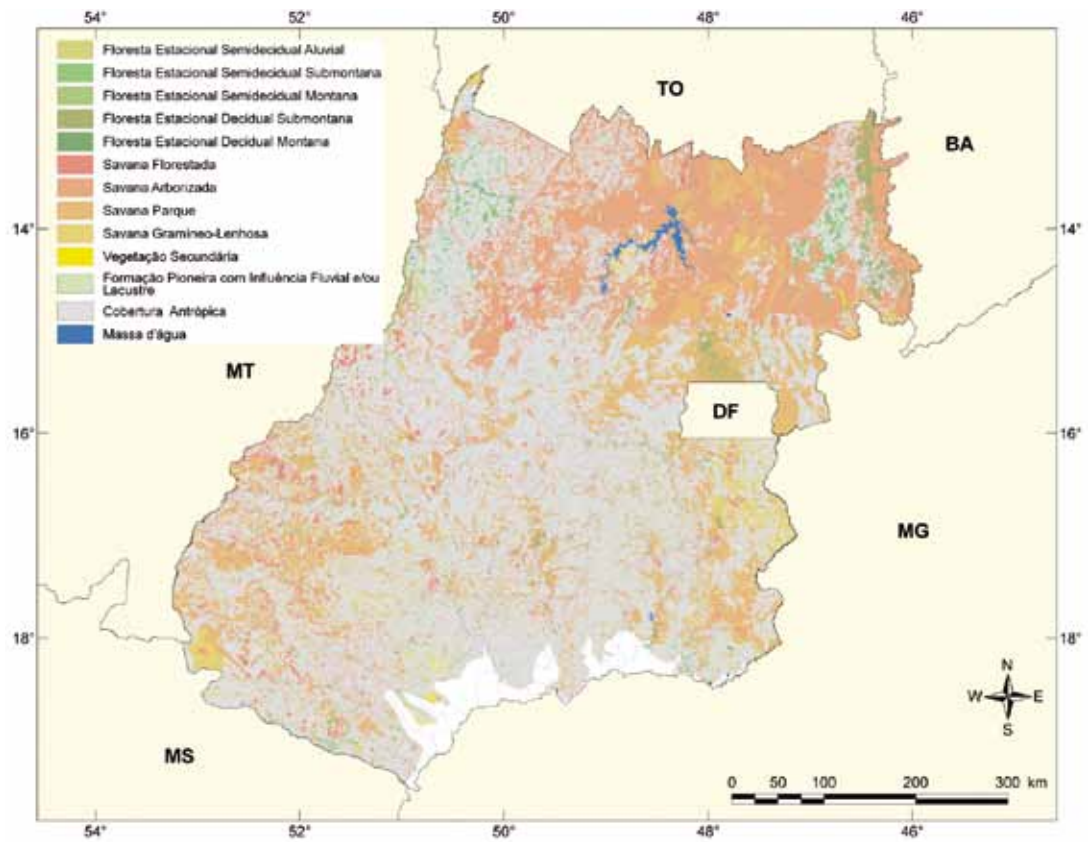 54° 52° 50° 48° 46°
Floresta Estacional Semidecidual Aluvial
Floresta Estacional Semidecidual Submontana
Floresta Estacional Semidecidual Montana
Floresta Estacional Decidual Submontana
Floresta Estacional Decidual Montana
Savana Florestada
Savana Arborizada
Savana Parque
Savana Gramíneo-Lenhosa
Vegetação Secundária
Formação Pioneira com Influência Fluvial e/ou
Lacustre
Cobertura Antrópica
Massa d'água
TO
BA
14° 14°
MT
DF
16° 16°
MG
18° 18°
N
W E
S
MS
0 50 100 200 300 km
54° 52° 50° 48° 46°